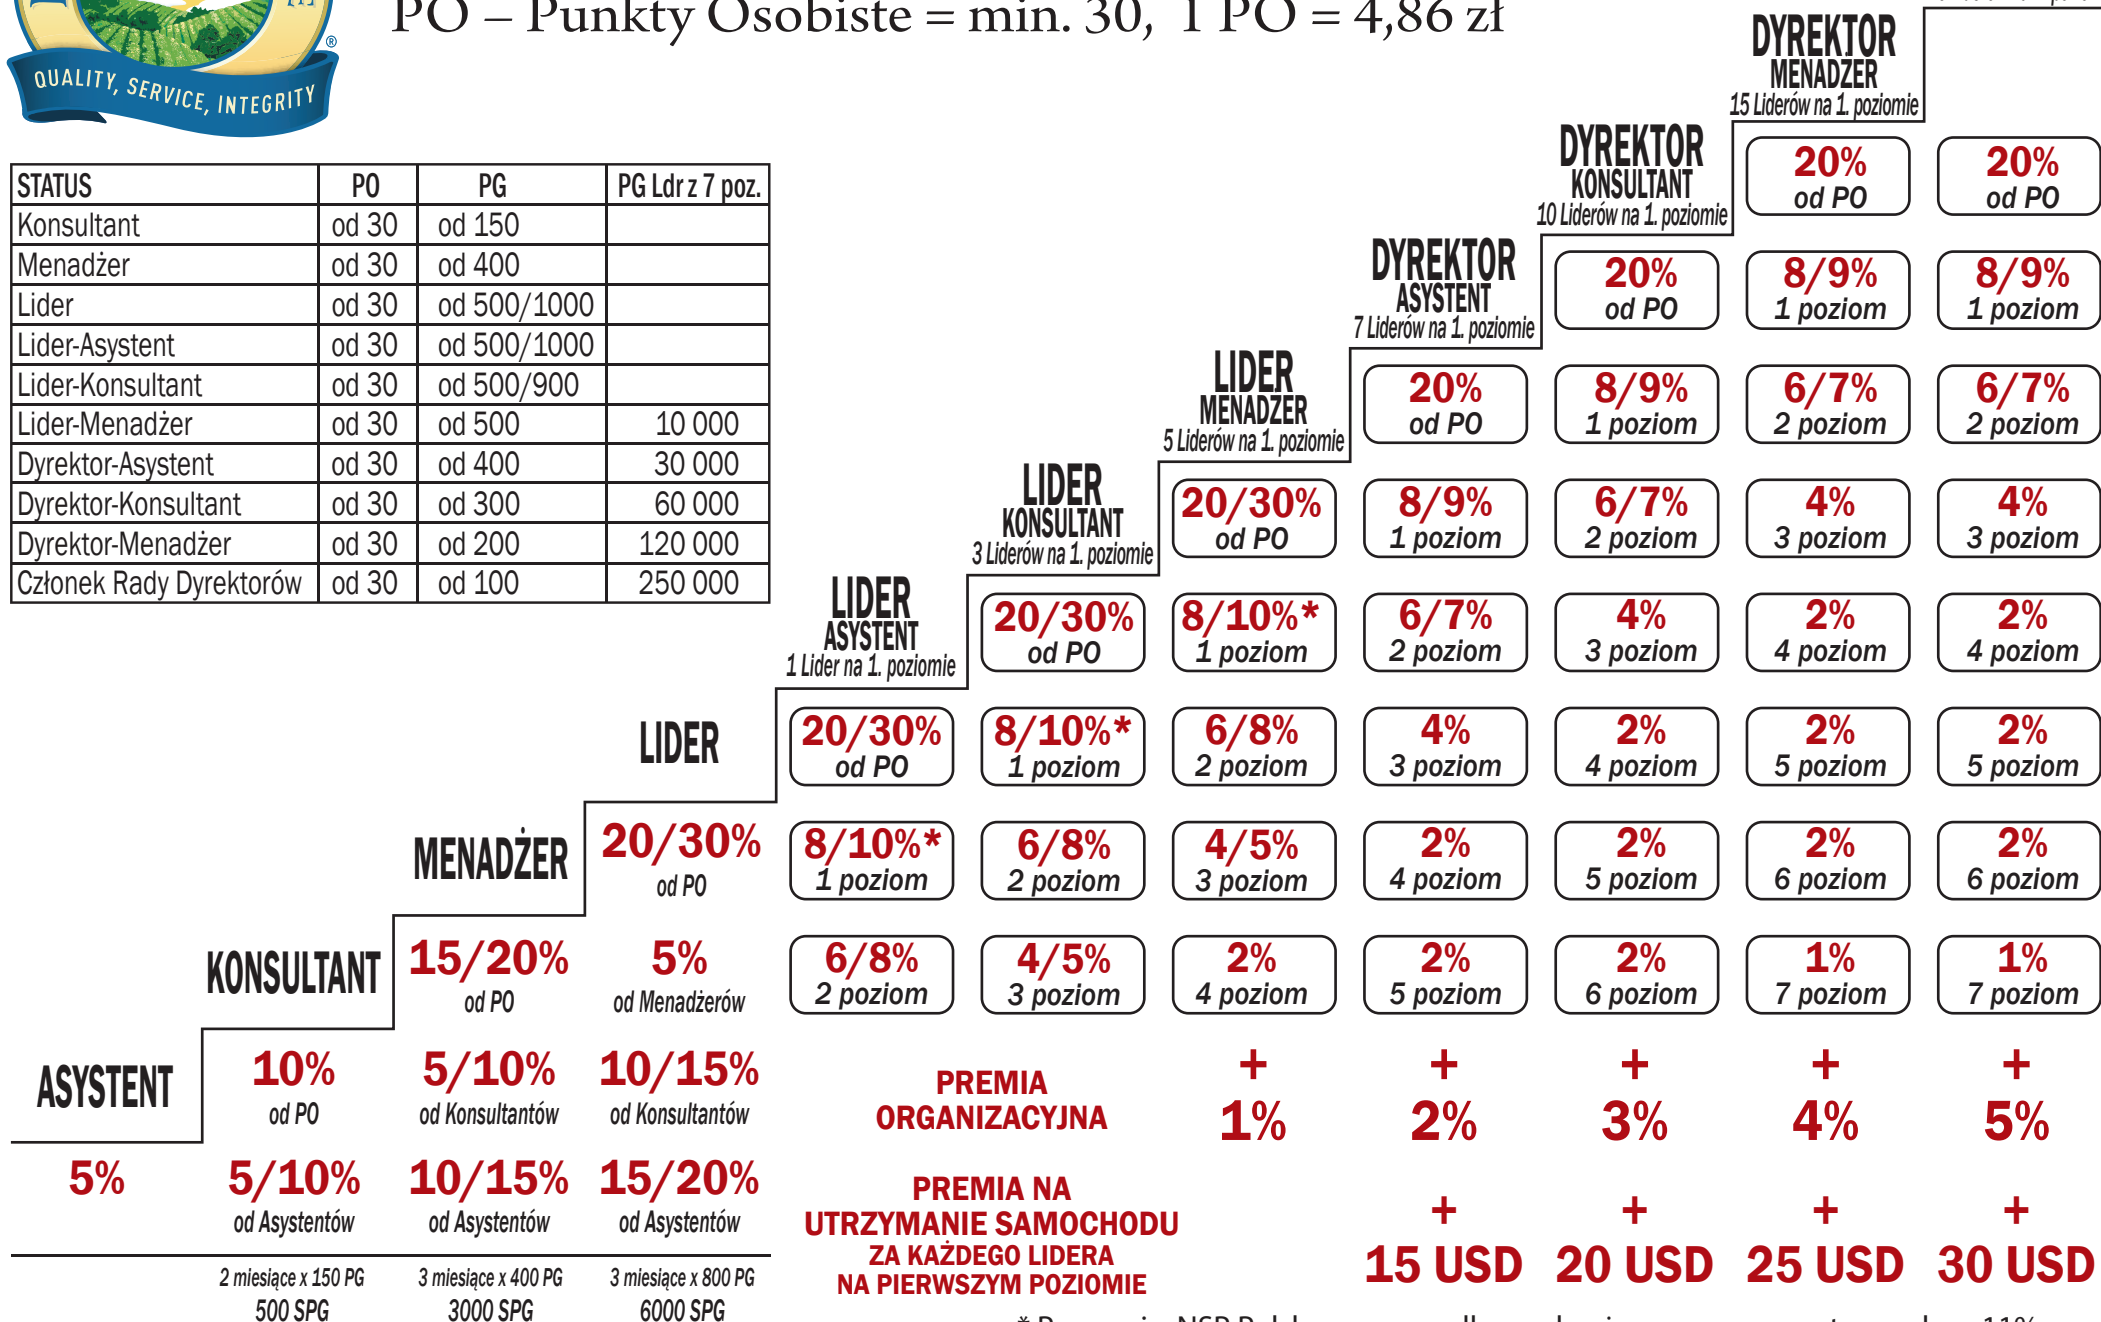 PO – Punkty Osobiste = min. 30, 1 PO = 4,86 zł
®
QUALITY, SERVICE, INTEGRITY
STATUS PO PG PG Ldr z 7 poz.
Konsultant od 30 od 150
Menadżer od 30 od 400
Lider od 30 od 500/1000
Lider-Asystent od 30 od 500/1000
Lider-Konsultant od 30 od 500/900
Lider-Menadżer od 30 od 500 10 000
Dyrektor-Asystent od 30 od 400 30 000
Dyrektor-Konsultant od 30 od 300 60 000
Dyrektor-Menadżer od 30 od 200 120 000
Członek Rady Dyrektorów od 30 od 100 250 000
ASYSTENT
5%
KONSULTANT
10%
od PO
5/10%
od Asystentów
2 miesiące x 150 PG
500 SPG
MENADŻER
15/20%
od PO
5/10%
od Konsultantów
10/15%
od Asystentów
3 miesiące x 400 PG
3000 SPG
LIDER
20/30%
od PO
5%
od Menadżerów
10/15%
od Konsultantów
15/20%
od Asystentów
3 miesiące x 800 PG
6000 SPG
LIDER
ASYSTENT
1 Lider na 1. poziomie
20/30%
od PO
8/10%*
1 poziom
6/8%
2 poziom
LIDER
KONSULTANT
3 Liderów na 1. poziomie
20/30%
od PO
8/10%*
1 poziom
6/8%
2 poziom
4/5%
3 poziom
LIDER
MENADŻER
5 Liderów na 1. poziomie
20/30%
od PO
8/10%*
1 poziom
6/8%
2 poziom
4/5%
3 poziom
2%
4 poziom
DYREKTOR
ASYSTENT
7 Liderów na 1. poziomie
20%
od PO
8/9%
1 poziom
6/7%
2 poziom
4%
3 poziom
2%
4 poziom
2%
5 poziom
DYREKTOR
KONSULTANT
10 Liderów na 1. poziomie
20%
od PO
8/9%
1 poziom
6/7%
2 poziom
4%
3 poziom
2%
4 poziom
2%
5 poziom
2%
6 poziom
DYREKTOR
MENADŻER
15 Liderów na 1. poziomie
20%
od PO
8/9%
1 poziom
6/7%
2 poziom
4%
3 poziom
2%
4 poziom
2%
5 poziom
2%
6 poziom
1%
7 poziom
20%
od PO
8/9%
1 poziom
6/7%
2 poziom
4%
3 poziom
2%
4 poziom
2%
5 poziom
2%
6 poziom
1%
7 poziom
PREMIA
ORGANIZACYJNA
+ + + + +
1% 2% 3% 4% 5%
PREMIA NA
UTRZYMANIE SAMOCHODU
ZA KAŻDEGO LIDERA
NA PIERWSZYM POZIOMIE
+ + + +
15 USD 20 USD 25 USD 30 USD